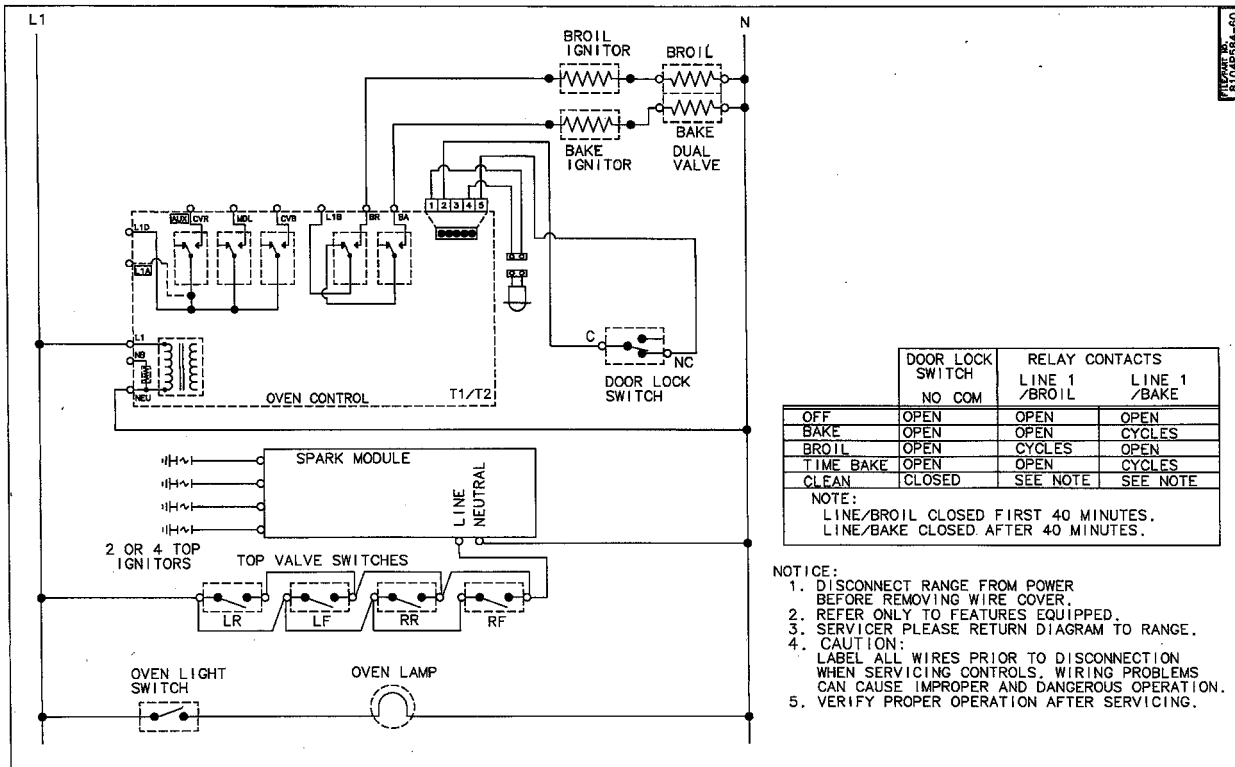 L1
N
BROIL
IGNITOR
BROIL
BAKE
IGNITOR
BAKE
DUAL
VALVE
1 2 3 4 5
AUX CVR MDL CVB L1B BR BA
L1D
L1A
L1
N8
NEU
OVEN CONTROL
T1/T2
C
NC
DOOR LOCK
SWITCH
SPARK MODULE
LINE
NEUTRAL
2 OR 4 TOP
IGNITORS
TOP VALVE SWITCHES
LR
LF
RR
RF
OVEN LIGHT
SWITCH
OVEN LAMP
DOOR LOCK SWITCH RELAY CONTACTS
NO COM LINE 1 /BROIL LINE 1 /BAKE
OFF OPEN OPEN OPEN
BAKE OPEN OPEN CYCLES
BROIL OPEN CYCLES OPEN
TIME BAKE OPEN OPEN CYCLES
CLEAN CLOSED SEE NOTE SEE NOTE
NOTE:
LINE/BROIL CLOSED FIRST 40 MINUTES.
LINE/BAKE CLOSED AFTER 40 MINUTES.
NOTICE:
1. DISCONNECT RANGE FROM POWER
BEFORE REMOVING WIRE COVER.
2. REFER ONLY TO FEATURES EQUIPPED.
3. SERVICER PLEASE RETURN DIAGRAM TO RANGE.
4. CAUTION:
LABEL ALL WIRES PRIOR TO DISCONNECTION
WHEN SERVICING CONTROLS. WIRING PROBLEMS
CAN CAUSE IMPROPER AND DANGEROUS OPERATION.
5. VERIFY PROPER OPERATION AFTER SERVICING.